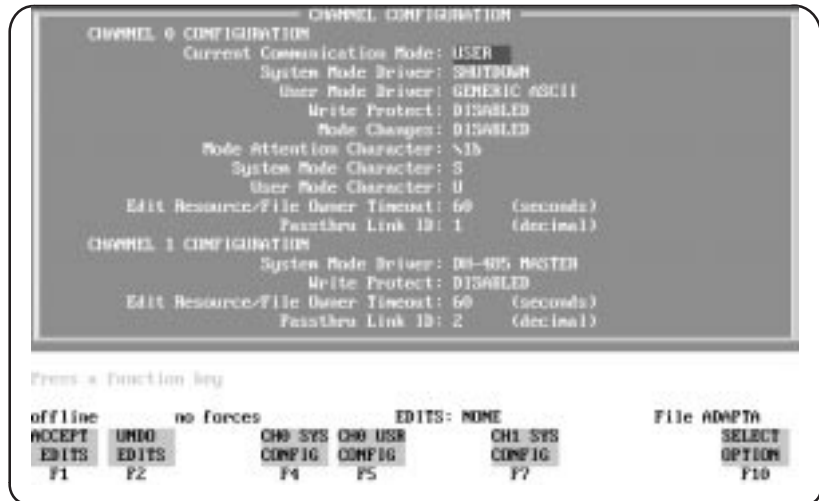 CHANNEL CONFIGURATION
CHANNEL 0 CONFIGURATION
Current Communication Mode: USER
System Mode Driver: SHUTDOWN
User Mode Driver: GENERIC ASCII
Write Protect: DISABLED
Mode Changes: DISABLED
Mode Attention Character: \1b
System Mode Character: S
User Mode Character: U
Edit Resource/File Owner Timeout: 60 (seconds)
Passthru Link ID: 1 (decimal)
CHANNEL 1 CONFIGURATION
System Mode Driver: DH-485 MASTER
Write Protect: DISABLED
Edit Resource/File Owner Timeout: 60 (seconds)
Passthru Link ID: 2 (decimal)
Press a function key
offline no forces EDITS: NONE File ADAPTA
ACCEPT UNDO CH0 SYS CH0 USR CH1 SYS SELECT
EDITS EDITS CONFIG CONFIG CONFIG OPTION
F1 F2 F4 F5 F7 F10